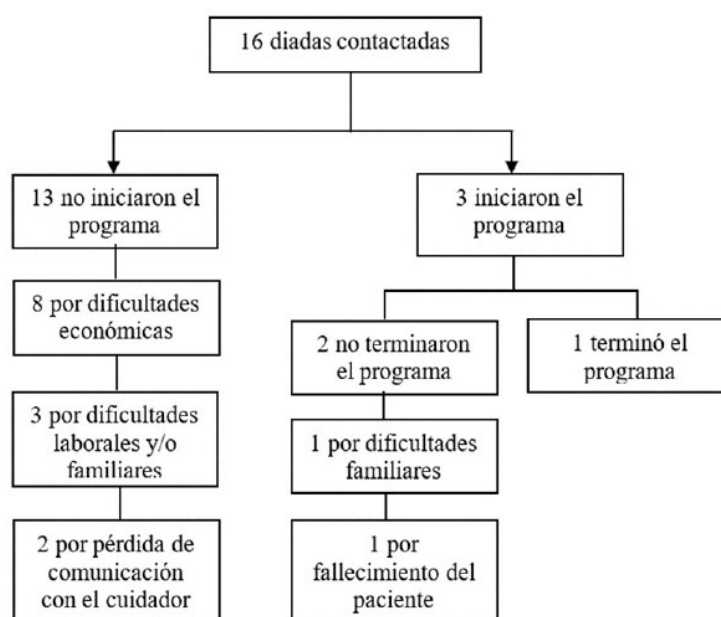 16 diadas contactadas
13 no iniciaron el
programa
3 iniciaron el
programa
8 por dificultades
económicas
2 no terminaron
el programa
1 terminó el
programa
3 por dificultades
laborales y/o
familiares
1 por dificultades
familiares
2 por pérdida de
comunicación
con el cuidador
1 por
fallecimiento del
paciente